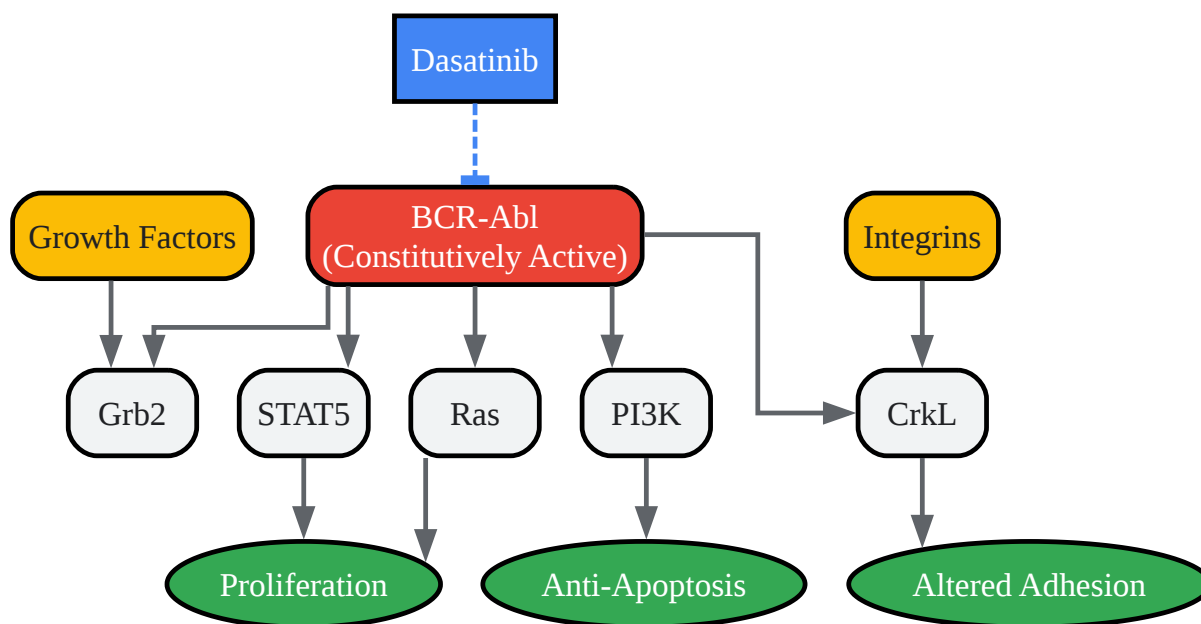 Dasatinib
Growth Factors
BCR-Abl
(Constitutively Active)
Integrins
Grb2
STAT5
Ras
PI3K
CrkL
Proliferation
Anti-Apoptosis
Altered Adhesion